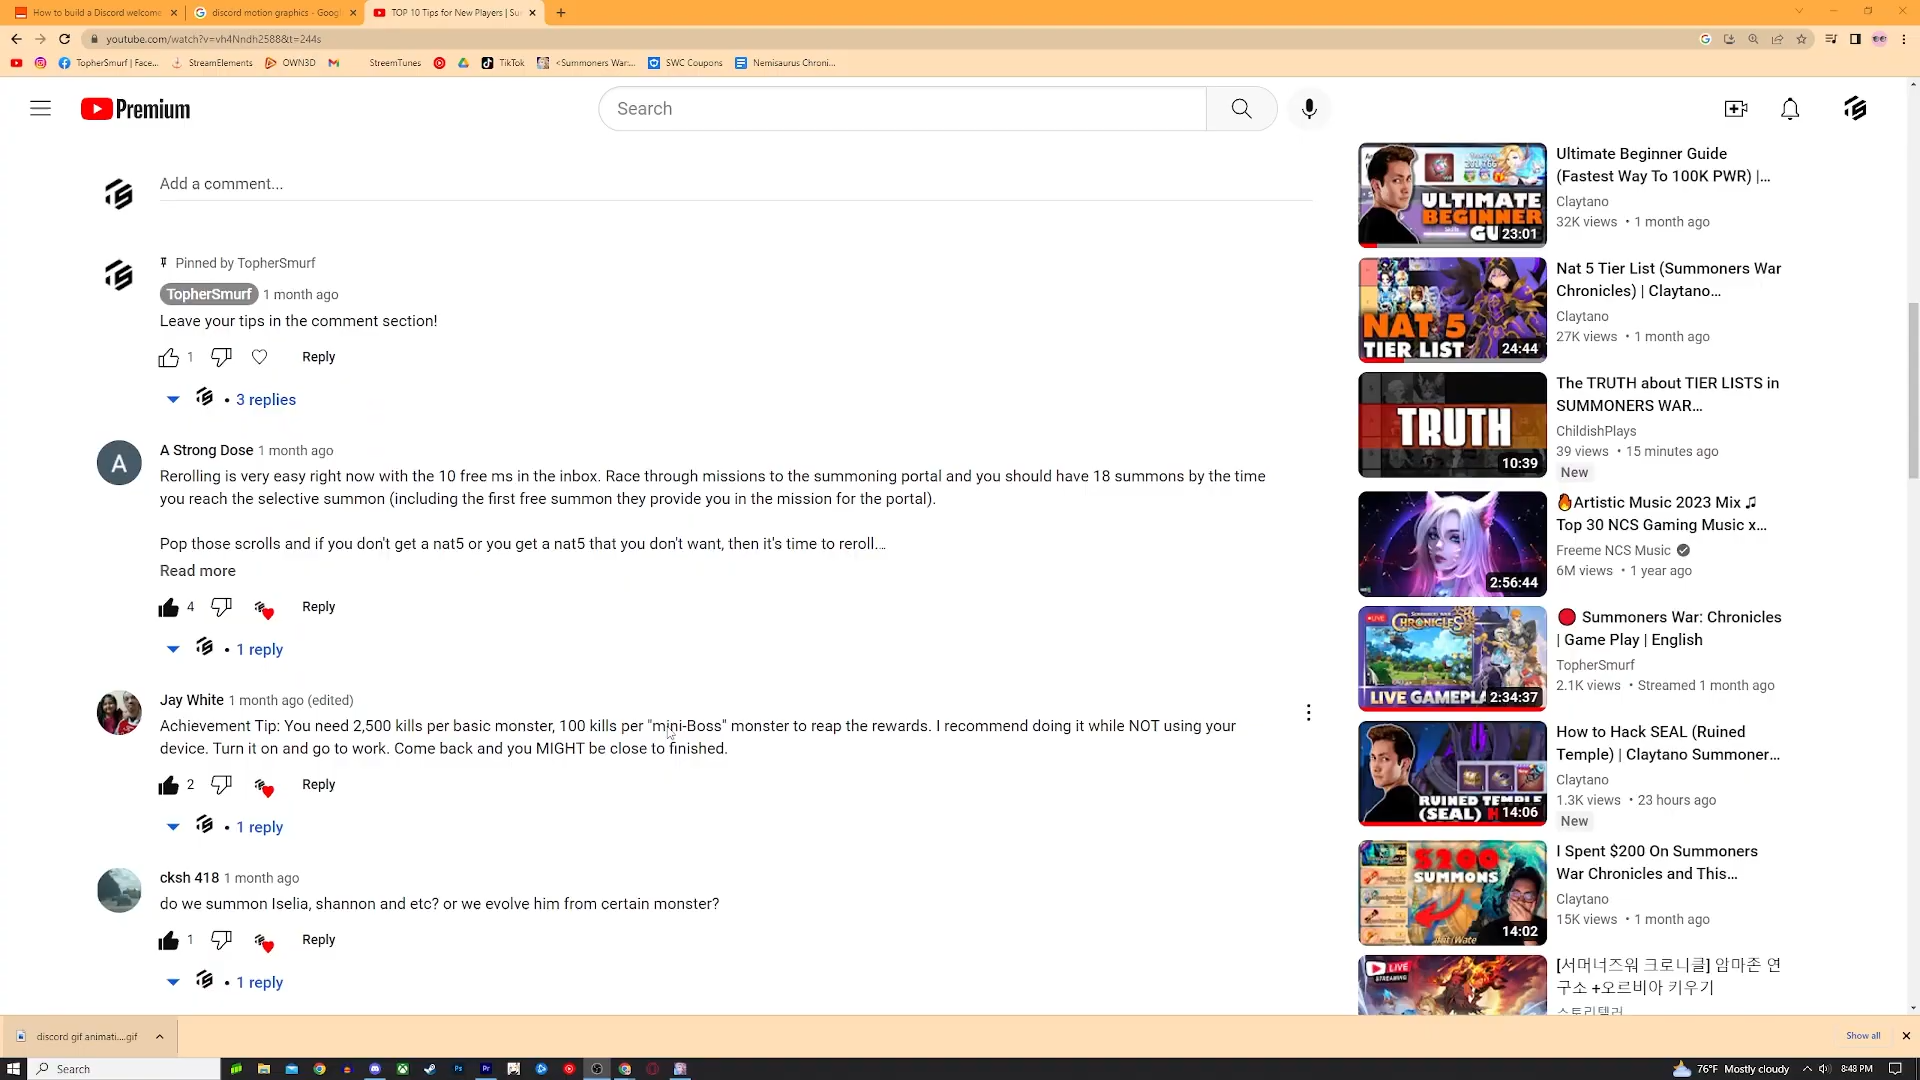 How to build a Discord welcome
discord motion graphics - Goog
TOP 10 Tips for New Players | Su
youtube.com/watch?v=vh4Nndh2588&t=244s
TopherSmurf | Face...
StreamElements
OWN3D
StreemTunes
TikTok
<Summoners War:...
SWC Coupons
Nemisaurus Chroni...
Premium
Search
Add a comment...
Pinned by TopherSmurf
TopherSmurf 1 month ago
Leave your tips in the comment section!
1
Reply
• 3 replies
A
A Strong Dose 1 month ago
Rerolling is very easy right now with the 10 free ms in the inbox. Race through missions to the summoning portal and you should have 18 summons by the time
you reach the selective summon (including the first free summon they provide you in the mission for the portal).
Pop those scrolls and if you don't get a nat5 or you get a nat5 that you don't want, then it's time to reroll...
Read more
4
Reply
• 1 reply
Jay White 1 month ago (edited)
Achievement Tip: You need 2,500 kills per basic monster, 100 kills per "mini-Boss" monster to reap the rewards. I recommend doing it while NOT using your
device. Turn it on and go to work. Come back and you MIGHT be close to finished.
2
Reply
• 1 reply
cksh 418 1 month ago
do we summon Iselia, shannon and etc? or we evolve him from certain monster?
1
Reply
• 1 reply
ULTIMATE
BEGINNER
GU
23:01
Ultimate Beginner Guide
(Fastest Way To 100K PWR) |...
Claytano
32K views • 1 month ago
NAT 5
TIER LIST
24:44
Nat 5 Tier List (Summoners War
Chronicles) | Claytano...
Claytano
27K views • 1 month ago
TRUTH
10:39
The TRUTH about TIER LISTS in
SUMMONERS WAR...
ChildishPlays
39 views • 15 minutes ago
New
2:56:44
🔥Artistic Music 2023 Mix ♫
Top 30 NCS Gaming Music x...
Freeme NCS Music
6M views • 1 year ago
LIVE
CHRONICLES
LIVE GAMEPLA
2:34:37
🔴 Summoners War: Chronicles
| Game Play | English
TopherSmurf
2.1K views • Streamed 1 month ago
RUINED TEMPLE
(SEAL) H
14:06
How to Hack SEAL (Ruined
Temple) | Claytano Summoner...
Claytano
1.3K views • 23 hours ago
New
$200
SUMMONS
14:02
I Spent $200 On Summoners
War Chronicles and This...
Claytano
15K views • 1 month ago
LIVE
STREAMING
[서머너즈워 크로니클] 암마존 연
구소 +오르비아 키우기
스토리텔러
discord gif animati....gif
Show all
Search
76°F Mostly cloudy
8:48 PM